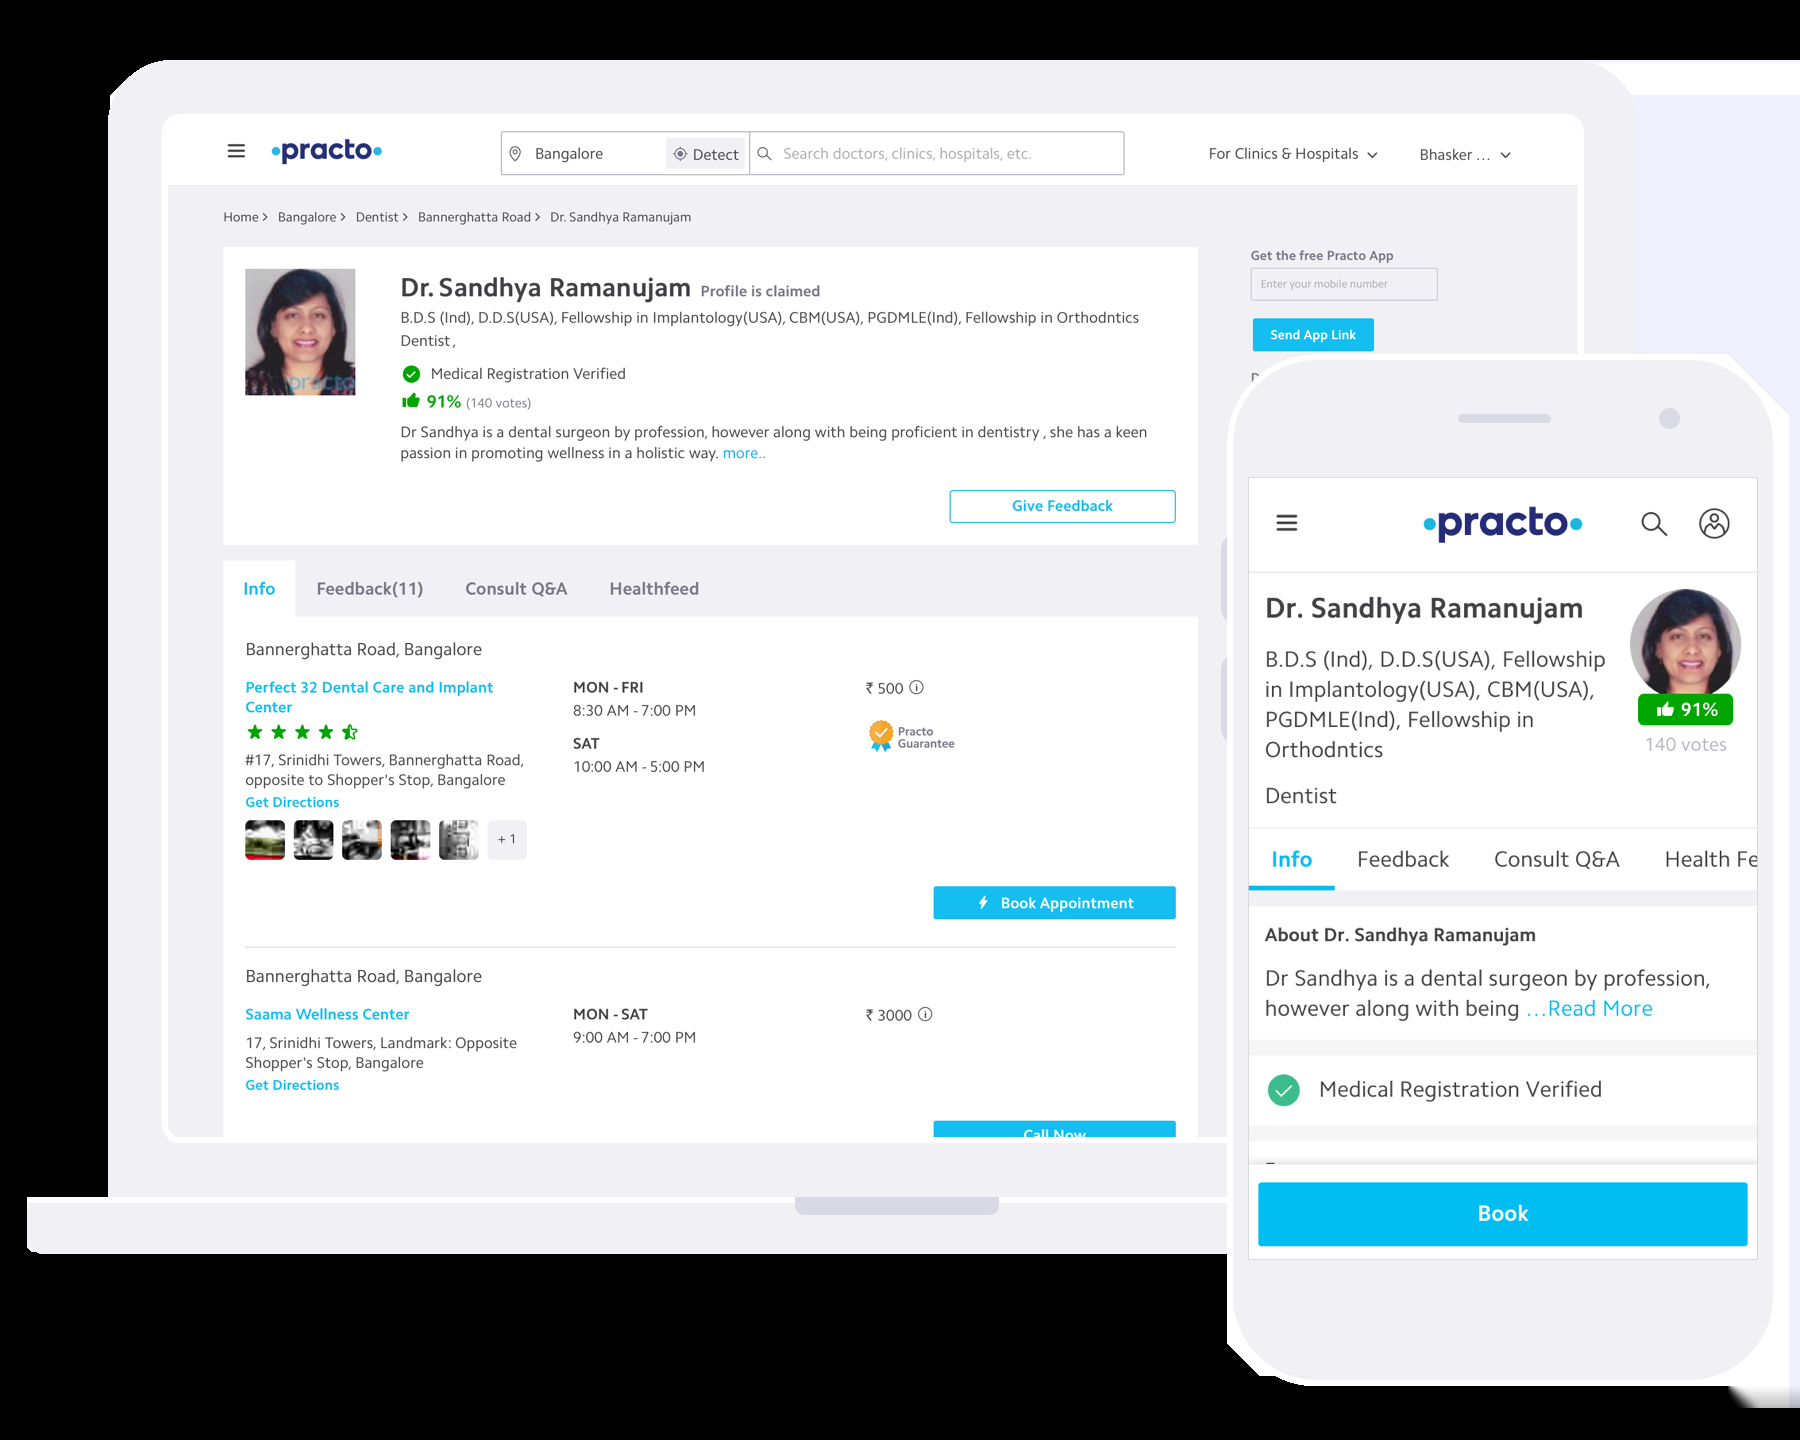 practo
Bangalore
Detect
Search doctors, clinics, hospitals, etc.
For Clinics & Hospitals
Bhasker ...
Home > Bangalore > Dentist > Bannerghatta Road > Dr. Sandhya Ramanujam
Dr. Sandhya Ramanujam Profile is claimed
B.D.S (Ind), D.D.S(USA), Fellowship in Implantology(USA), CBM(USA), PGDMLE(Ind), Fellowship in Orthodntics
Dentist ,
Medical Registration Verified
91% (140 votes)
Dr Sandhya is a dental surgeon by profession, however along with being proficient in dentistry , she has a keen
passion in promoting wellness in a holistic way. more..
practo
Give Feedback
Get the free Practo App
Enter your mobile number
Send App Link
Info
Feedback(11)
Consult Q&A
Healthfeed
Bannerghatta Road, Bangalore
Perfect 32 Dental Care and Implant
Center
#17, Srinidhi Towers, Bannerghatta Road,
opposite to Shopper's Stop, Bangalore
Get Directions
+ 1
MON - FRI
8:30 AM - 7:00 PM
SAT
10:00 AM - 5:00 PM
₹ 500
Practo
Guarantee
Book Appointment
Bannerghatta Road, Bangalore
Saama Wellness Center
17, Srinidhi Towers, Landmark: Opposite
Shopper's Stop, Bangalore
Get Directions
MON - SAT
9:00 AM - 7:00 PM
₹ 3000
Call Now
practo
Dr. Sandhya Ramanujam
B.D.S (Ind), D.D.S(USA), Fellowship
in Implantology(USA), CBM(USA),
PGDMLE(Ind), Fellowship in
Orthodntics
Dentist
91%
140 votes
Info
Feedback
Consult Q&A
Health Fe
About Dr. Sandhya Ramanujam
Dr Sandhya is a dental surgeon by profession,
however along with being ...Read More
Medical Registration Verified
Book